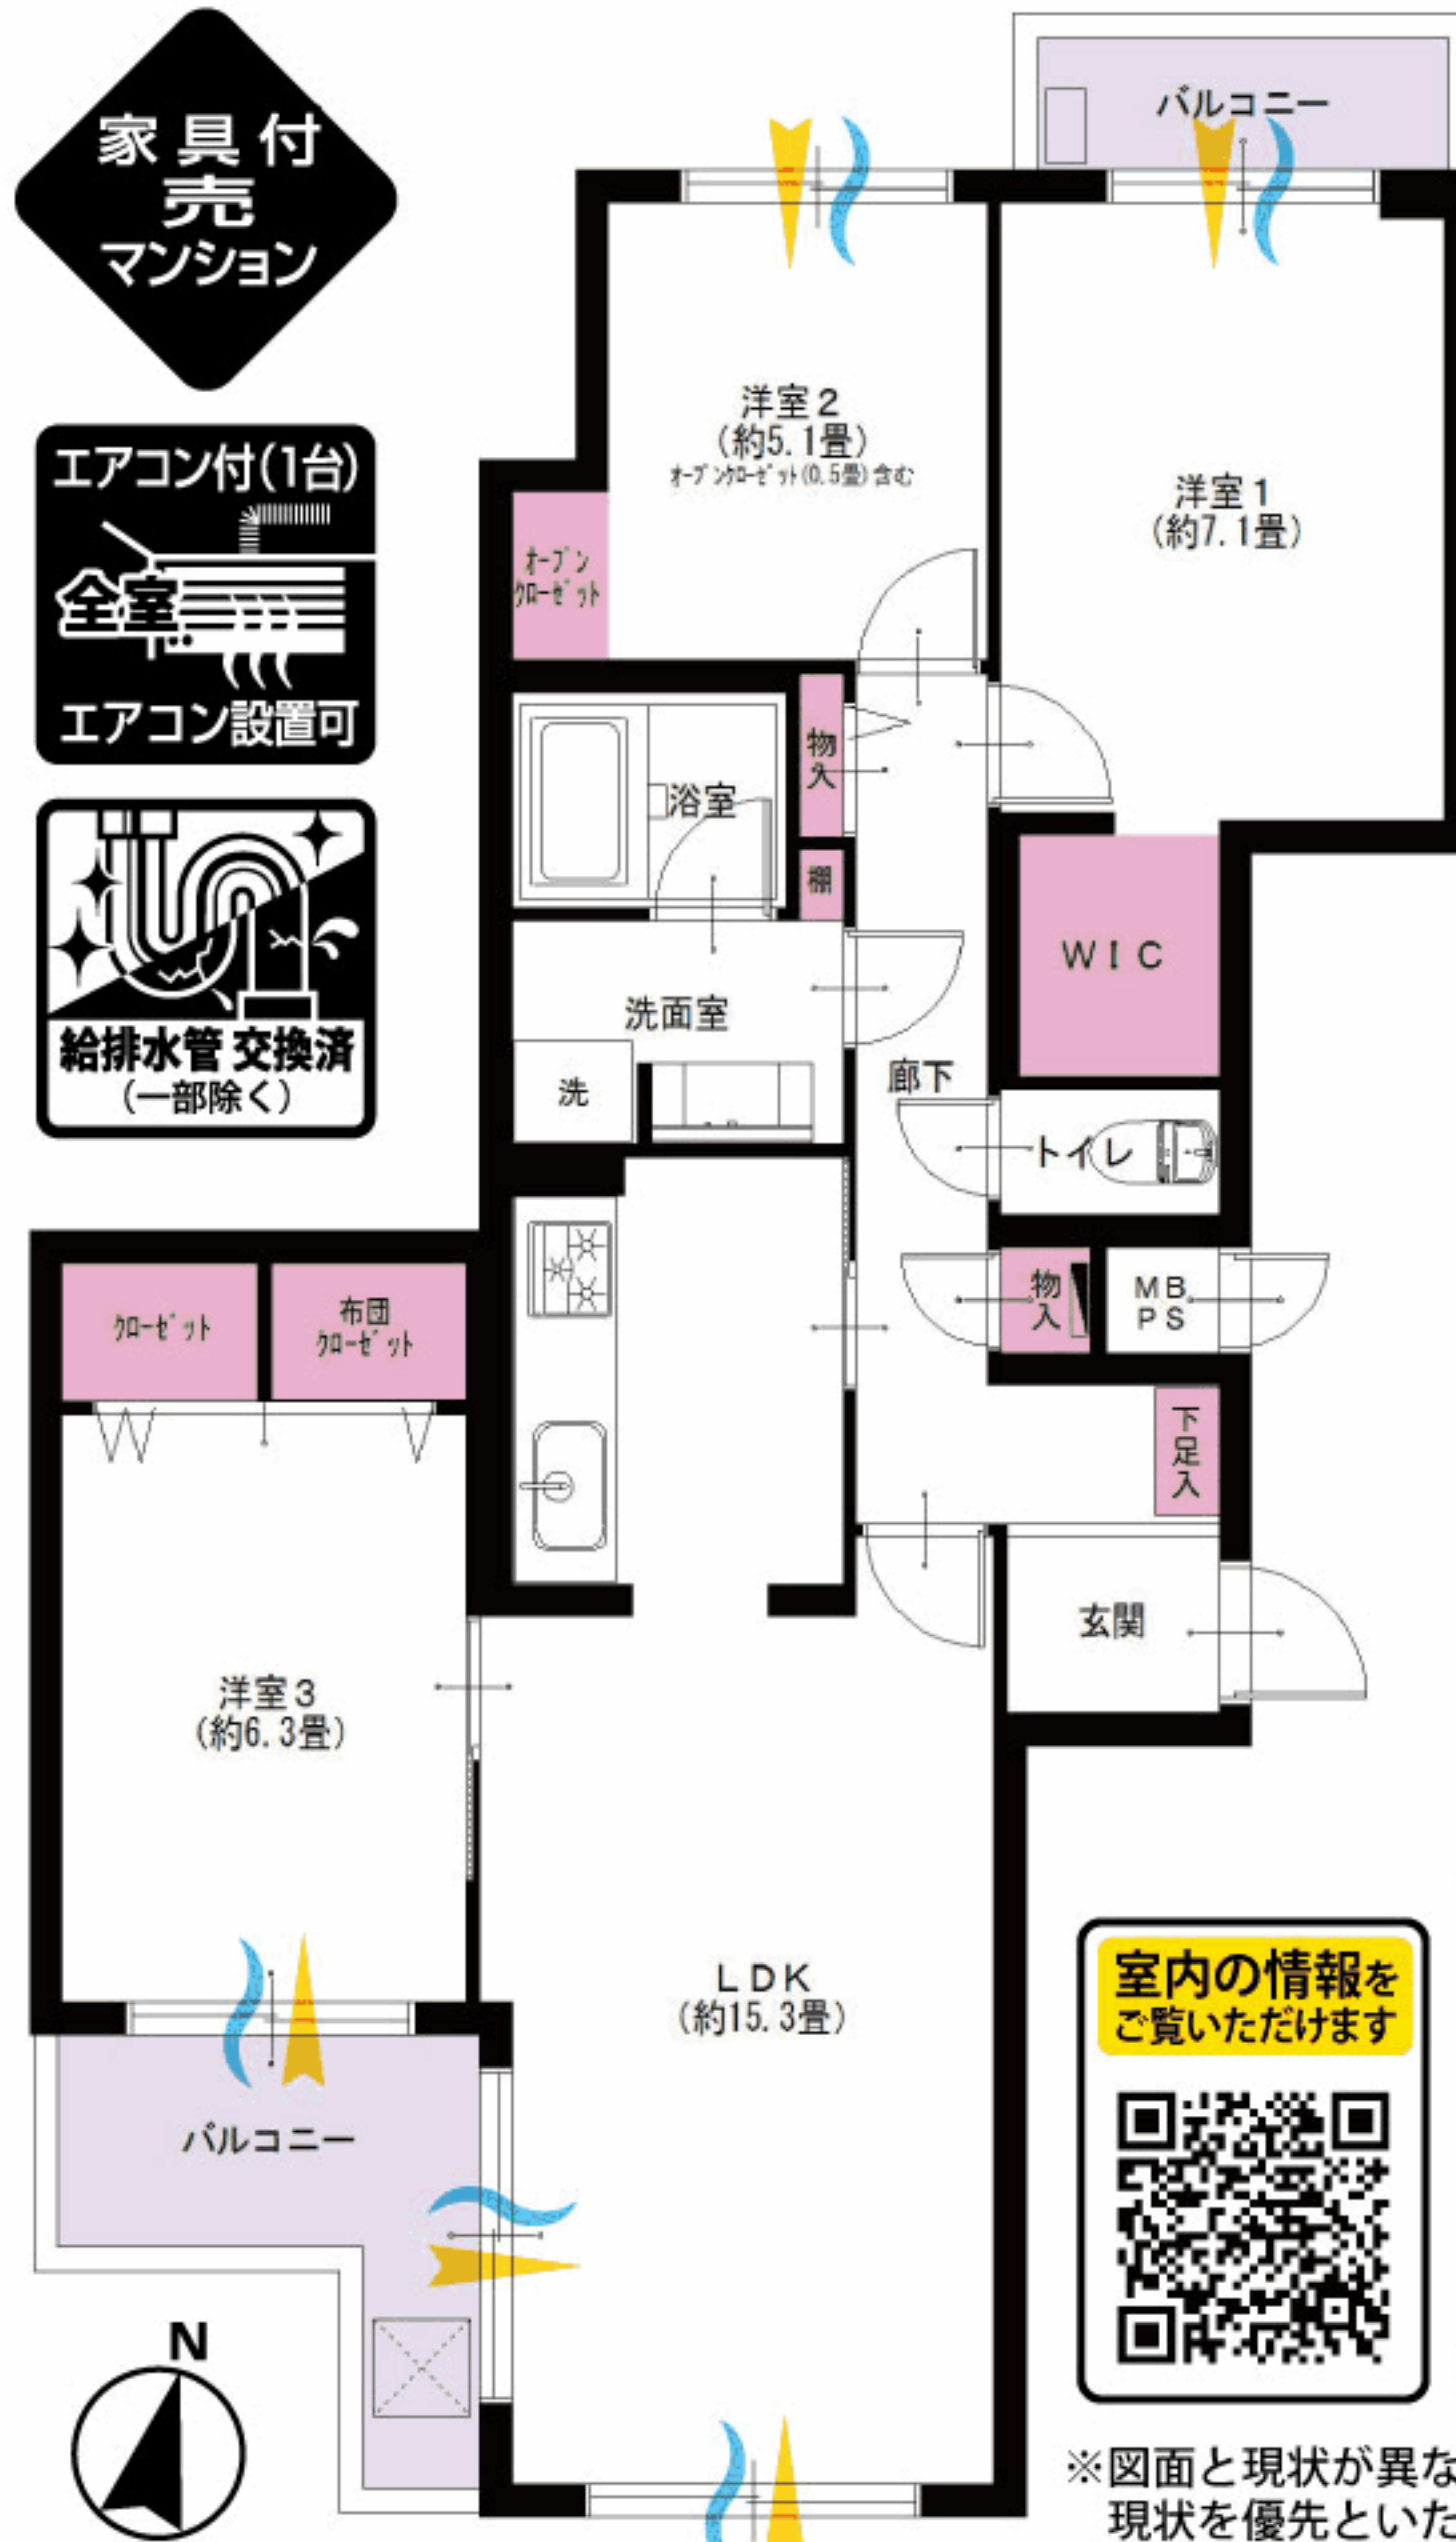 家具付
売
マンション
バルコニー
エアコン付(1台)
全室
エアコン設置可
洋室2
(約5.1畳)
オープンクローゼット(0.5畳)含む
洋室1
(約7.1畳)
オープン
クローゼット
物入
浴室
棚
WIC
給排水管 交換済
(一部除く)
洗面室
洗
廊下
トイレ
クローゼット
布団
クローゼット
物入
MB
PS
下足入
玄関
洋室3
(約6.3畳)
LDK
(約15.3畳)
室内の情報を
ご覧いただけます
バルコニー
N
※図面と現状が異な
現状を優先といた